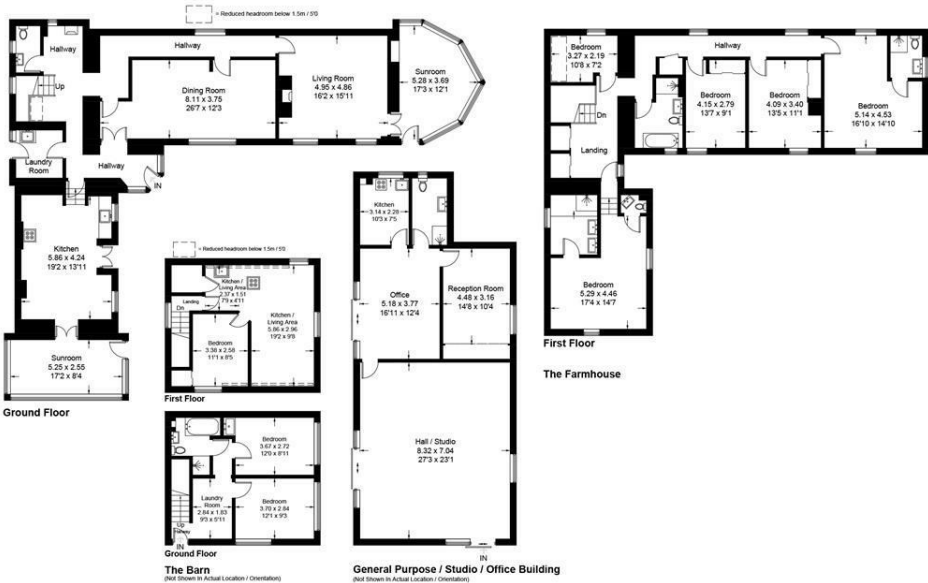 = Reduced headroom below 1.5m / 5'0
Hallway
Up
Hallway
Dining Room
8.11 x 3.75
26'7 x 12'3
Living Room
4.95 x 4.86
16'2 x 15'11
Sunroom
5.28 x 3.69
17'3 x 12'1
Laundry
Room
Hallway
IN
Kitchen
5.86 x 4.24
19'2 x 13'11
Sunroom
5.25 x 2.55
17'2 x 8'4
Ground Floor
= Reduced headroom below 1.5m / 5'0
Kitchen /
Living Area
2.37 x 1.51
7'9 x 4'11
Landing
Dn
Bedroom
3.38 x 2.58
11'1 x 8'5
Kitchen /
Living Area
5.86 x 2.96
19'2 x 9'8
First Floor
Bedroom
3.67 x 2.72
12'0 x 8'11
Laundry
Room
2.84 x 1.83
9'3 x 5'11
Bedroom
3.70 x 2.84
12'1 x 9'3
Up
Hallway
IN
Ground Floor
The Barn
(Not Shown In Actual Location / Orientation)
Kitchen
3.14 x 2.29
10'3 x 7'5
Office
5.18 x 3.77
16'11 x 12'4
Reception Room
4.48 x 3.16
14'8 x 10'4
Hall / Studio
8.32 x 7.04
27'3 x 23'1
IN
General Purpose / Studio / Office Building
(Not Shown In Actual Location / Orientation)
Bedroom
3.27 x 2.19
10'8 x 7'2
Hallway
Dn
Landing
Bedroom
4.15 x 2.79
13'7 x 9'1
Bedroom
4.09 x 3.40
13'5 x 11'1
Bedroom
5.14 x 4.53
16'10 x 14'10
Bedroom
5.29 x 4.46
17'4 x 14'7
First Floor
The Farmhouse